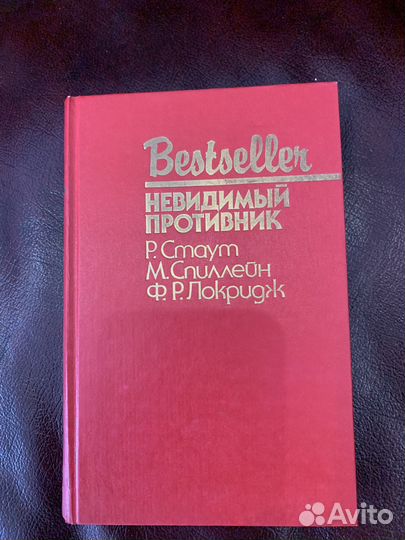 Bestseller
НЕВИДИМЫЙ
ПРОТИВНИК
Р. Стаут
М. Спиллейн
Ф. Р. Локридж
Avito